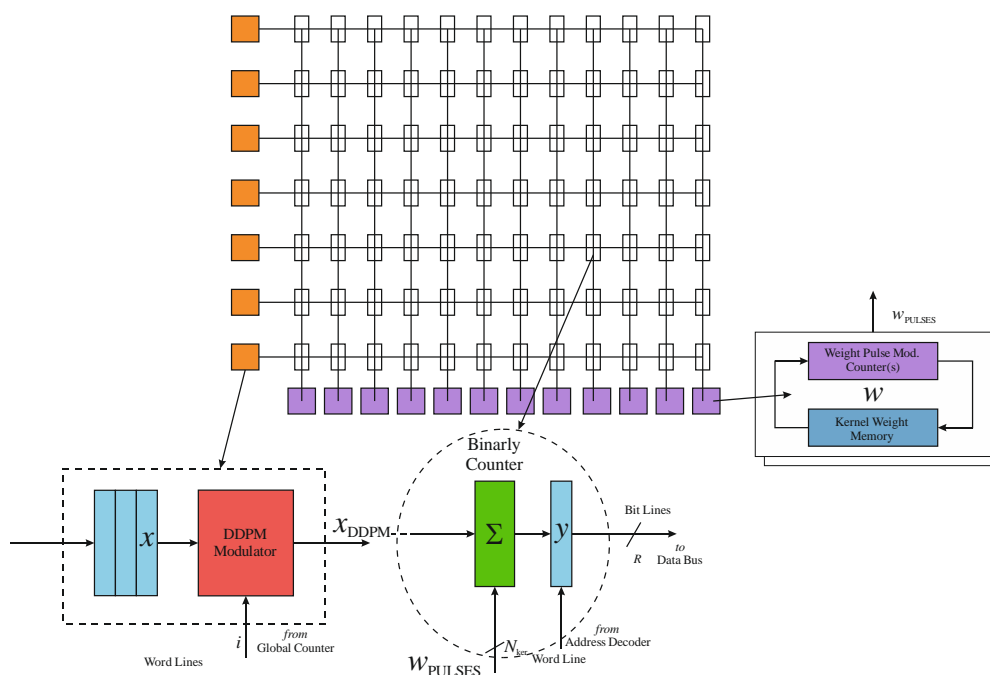 w_PULSES
Weight Pulse Mod.
Counter(s)
w
Kernel Weight
Memory
Binarly
Counter
x
DDPM
Modulator
x_DDPM
Σ
y
Bit Lines
R
to
Data Bus
i
from
Global Counter
Word Lines
w_PULSES
N_ker
from
Address Decoder
Word Line